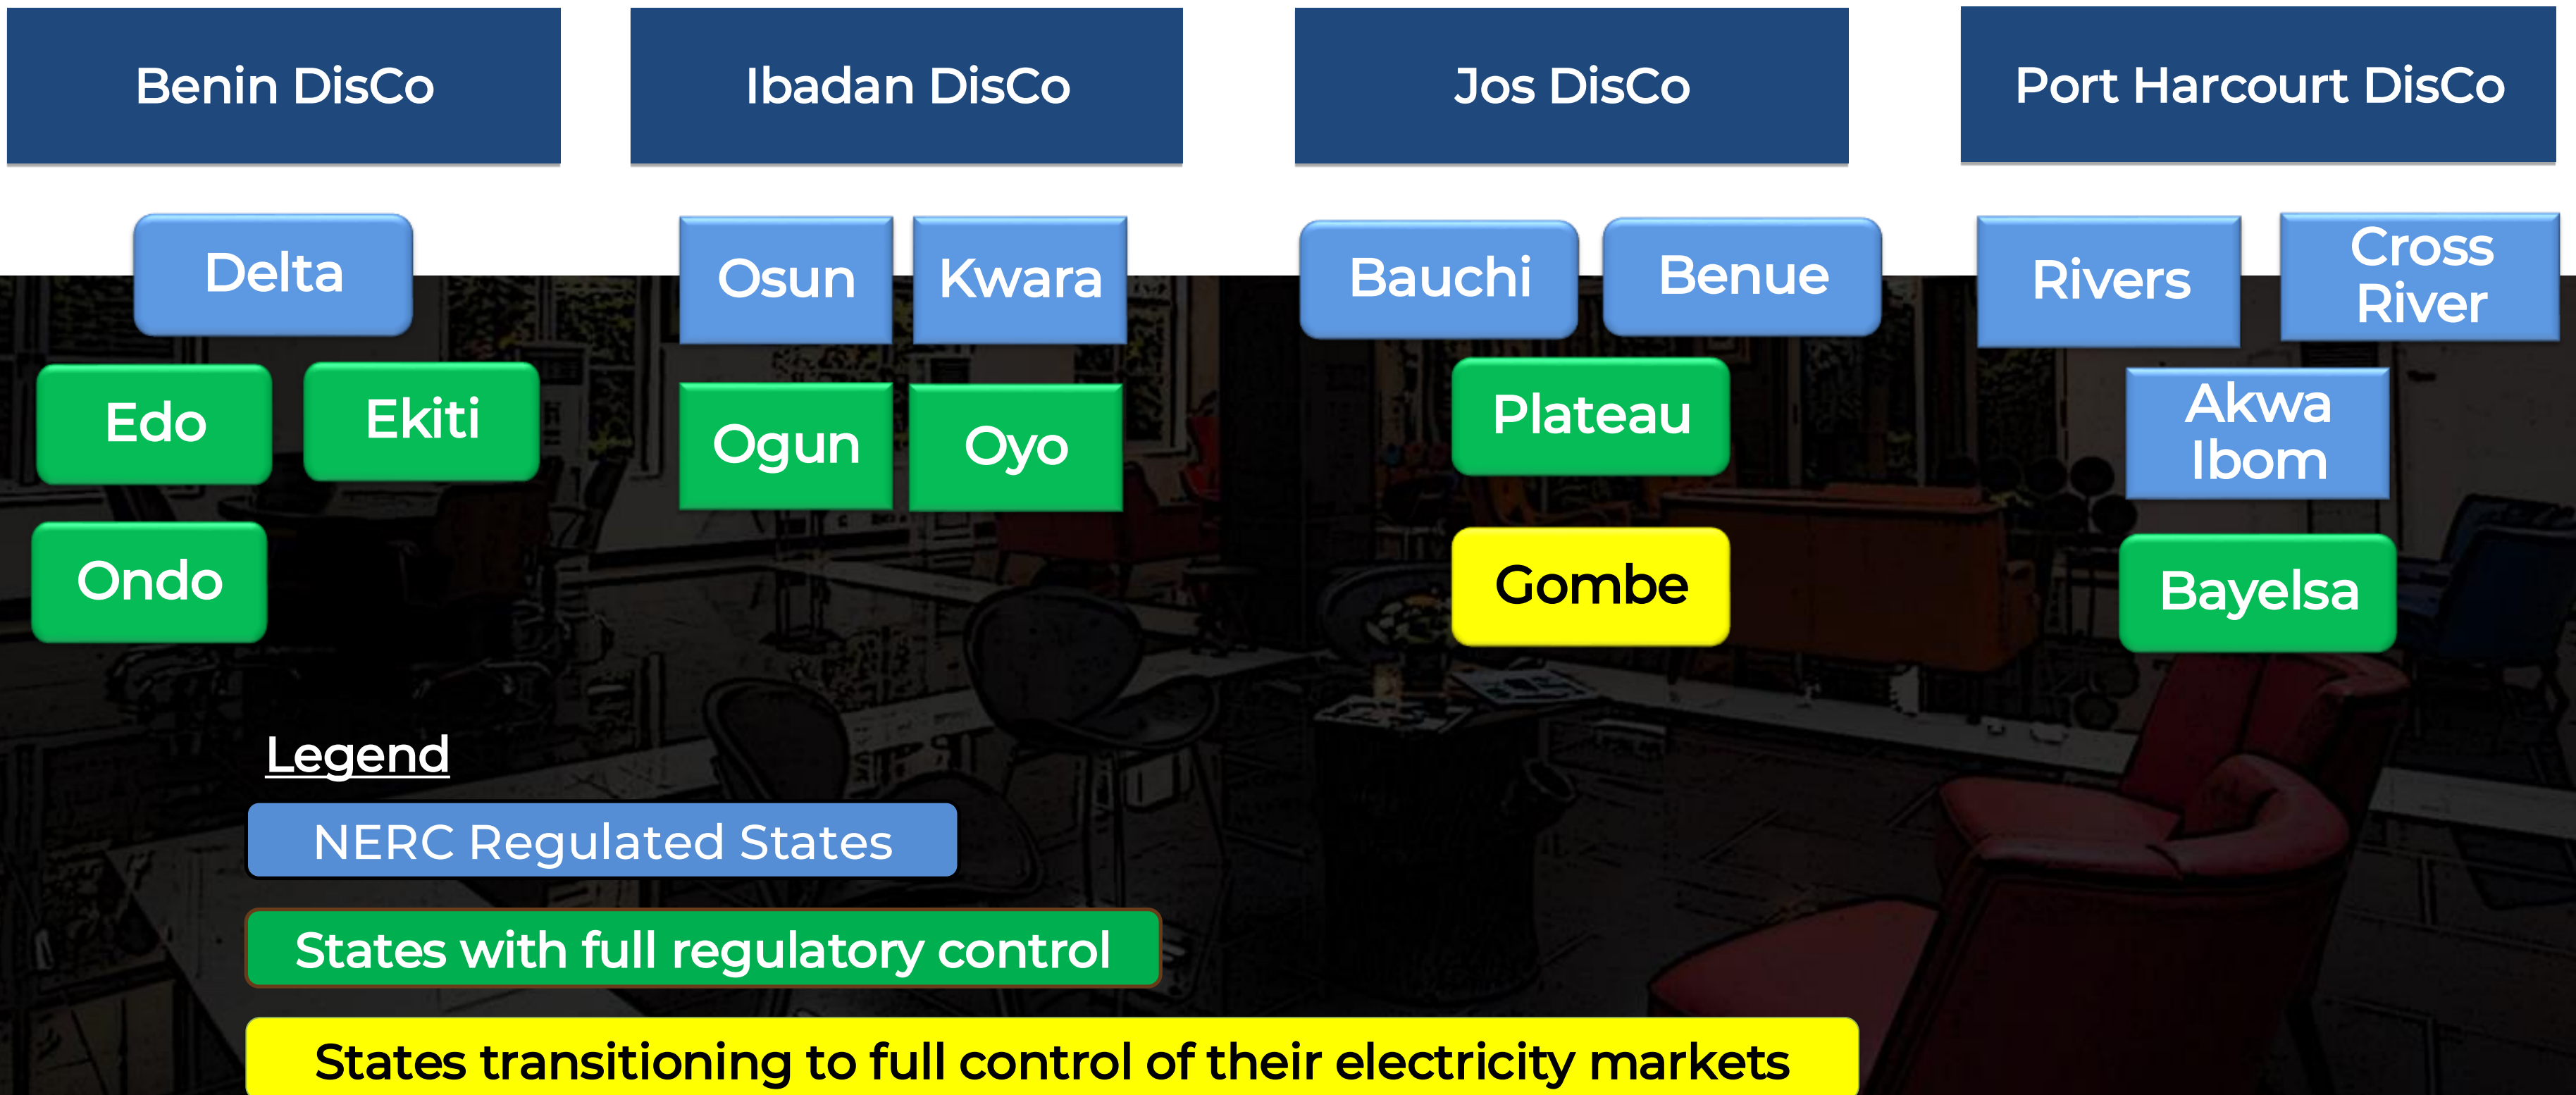 Benin DisCo
Ibadan DisCo
Jos DisCo
Port Harcourt DisCo
Delta
Edo
Ekiti
Ondo
Osun
Kwara
Ogun
Oyo
Bauchi
Benue
Plateau
Gombe
Rivers
Cross
River
Akwa
Ibom
Bayelsa
Legend
NERC Regulated States
States with full regulatory control
States transitioning to full control of their electricity markets